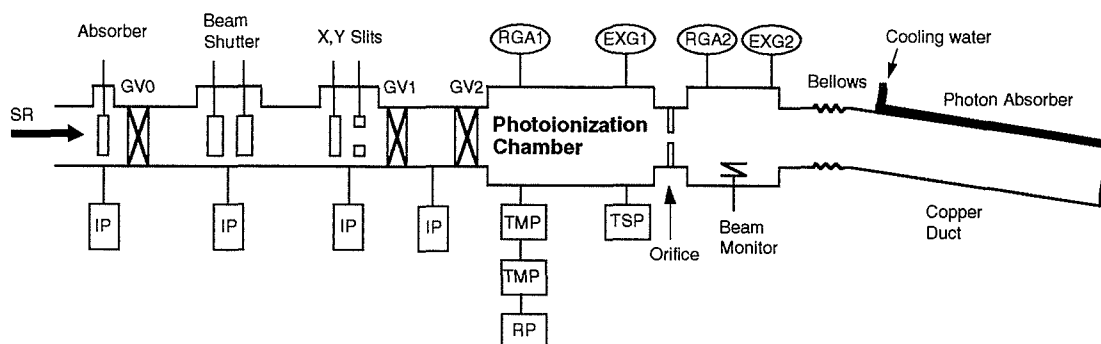 Absorber
Beam
Shutter
X,Y Slits
RGA1
EXG1
RGA2
EXG2
Cooling water
GV0
GV1
GV2
Bellows
Photon Absorber
SR
Photoionization
Chamber
IP
IP
IP
IP
TMP
TSP
Orifice
Beam
Monitor
Copper
Duct
TMP
RP